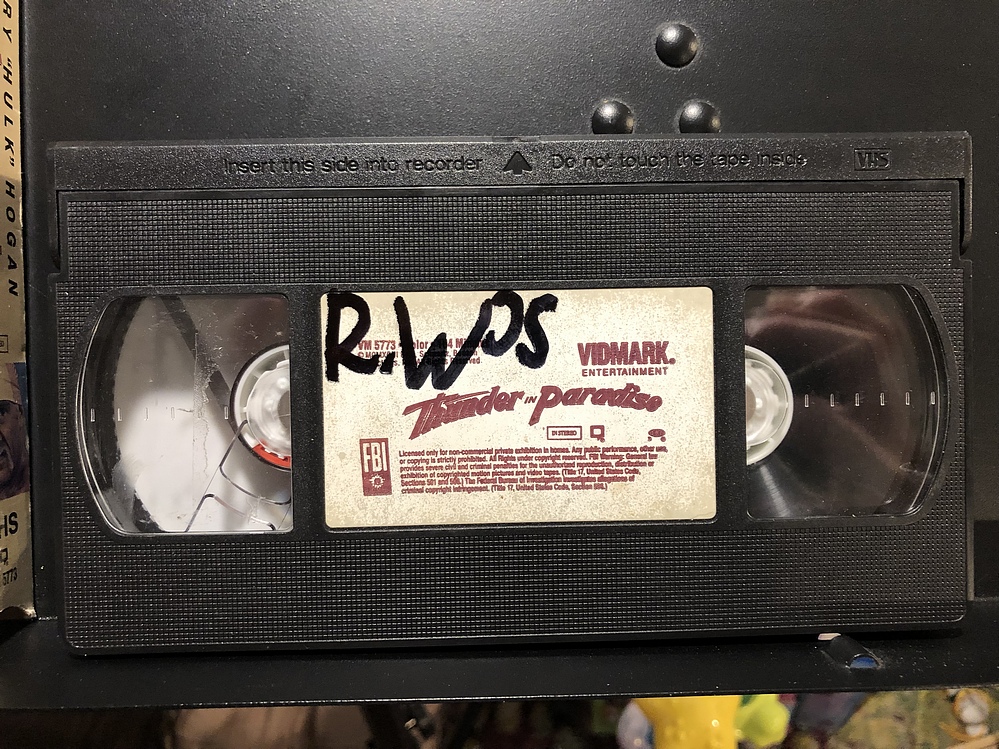 RY "HULK" HOGAN
SHS
5773
Insert this side into recorder
Do not touch the tape inside
VHS
R.W.OS
VM 5773
VIDMARK.
ENTERTAINMENT
Thunder IN Paradise
IN STEREO
FBI
Licensed only for non-commercial private exhibition in homes. Any public performance, other use,
or copying is strictly prohibited. All rights under copyright reserved. FBI Warning: Federal law
provides severe civil and criminal penalties for the unauthorized reproduction, distribution or
exhibition of copyrighted motion pictures and video tapes. (Title 17, United States Code,
Sections 501 and 506.) The Federal Bureau of Investigation investigates allegations of
criminal copyright infringement. (Title 17, United States Code, Section 506.)